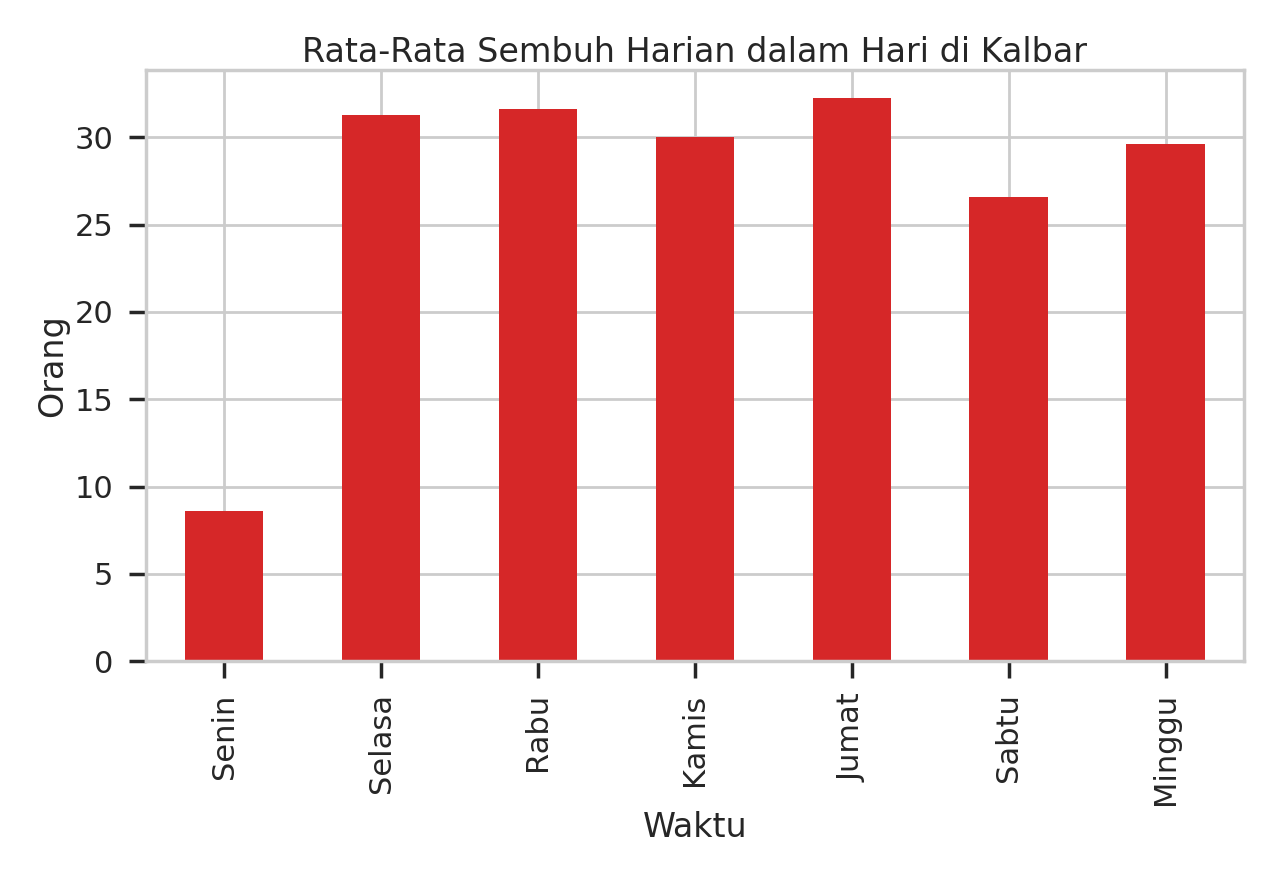 Rata-Rata Sembuh Harian dalam Hari di Kalbar
Orang
30
25
20
15
10
5
0
Senin
Selasa
Rabu
Kamis
Jumat
Sabtu
Minggu
Waktu